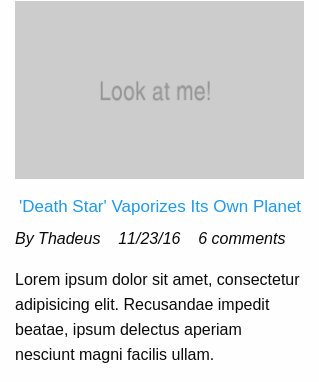 Look at me!
'Death Star' Vaporizes Its Own Planet
By Thadeus 11/23/16 6 comments
Lorem ipsum dolor sit amet, consectetur
adipisicing elit. Recusandae impedit
beatae, ipsum delectus aperiam
nesciunt magni facilis ullam.